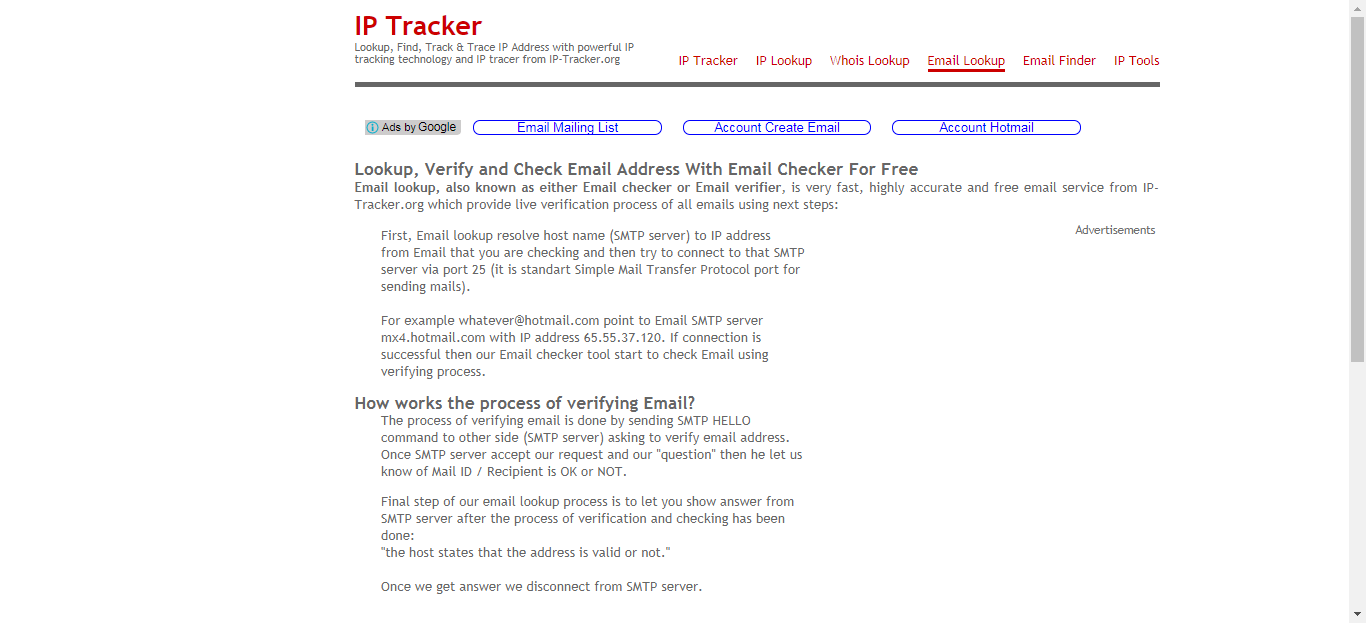 IP Tracker
Lookup, Find, Track & Trace IP Address with powerful IP
tracking technology and IP tracer from IP-Tracker.org
IP Tracker IP Lookup Whois Lookup Email Lookup Email Finder IP Tools
Ads by Google Email Mailing List Account Create Email Account Hotmail
Lookup, Verify and Check Email Address With Email Checker For Free
Email lookup, also known as either Email checker or Email verifier, is very fast, highly accurate and free email service from IP-
Tracker.org which provide live verification process of all emails using next steps:
Advertisements
First, Email lookup resolve host name (SMTP server) to IP address
from Email that you are checking and then try to connect to that SMTP
server via port 25 (it is standart Simple Mail Transfer Protocol port for
sending mails).
For example whatever@hotmail.com point to Email SMTP server
mx4.hotmail.com with IP address 65.55.37.120. If connection is
successful then our Email checker tool start to check Email using
verifying process.
How works the process of verifying Email?
The process of verifying email is done by sending SMTP HELLO
command to other side (SMTP server) asking to verify email address.
Once SMTP server accept our request and our "question" then he let us
know of Mail ID / Recipient is OK or NOT.
Final step of our email lookup process is to let you show answer from
SMTP server after the process of verification and checking has been
done:
"the host states that the address is valid or not."
Once we get answer we disconnect from SMTP server.